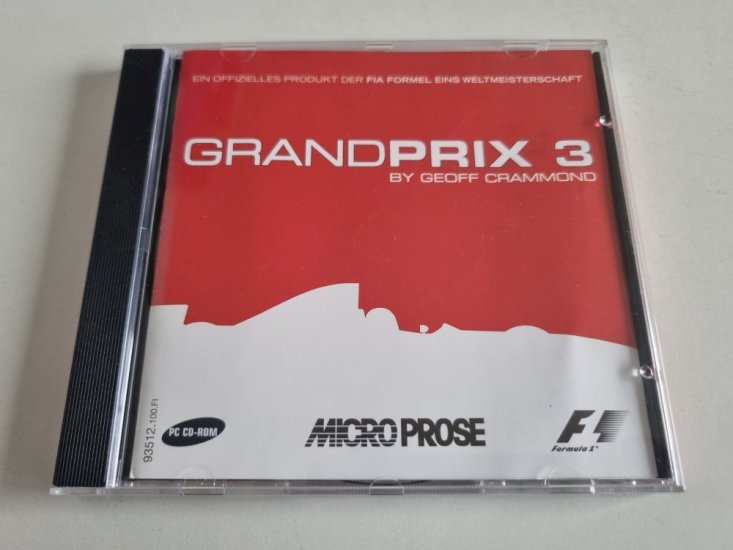 EIN OFFIZIELLES PRODUKT DER FIA FORMEL EINS WELTMEISTERSCHAFT
GRANDPRIX 3
BY GEOFF CRAMMOND
93512.100.FI
PC CD-ROM
MICROPROSE
F1
Formula 1®